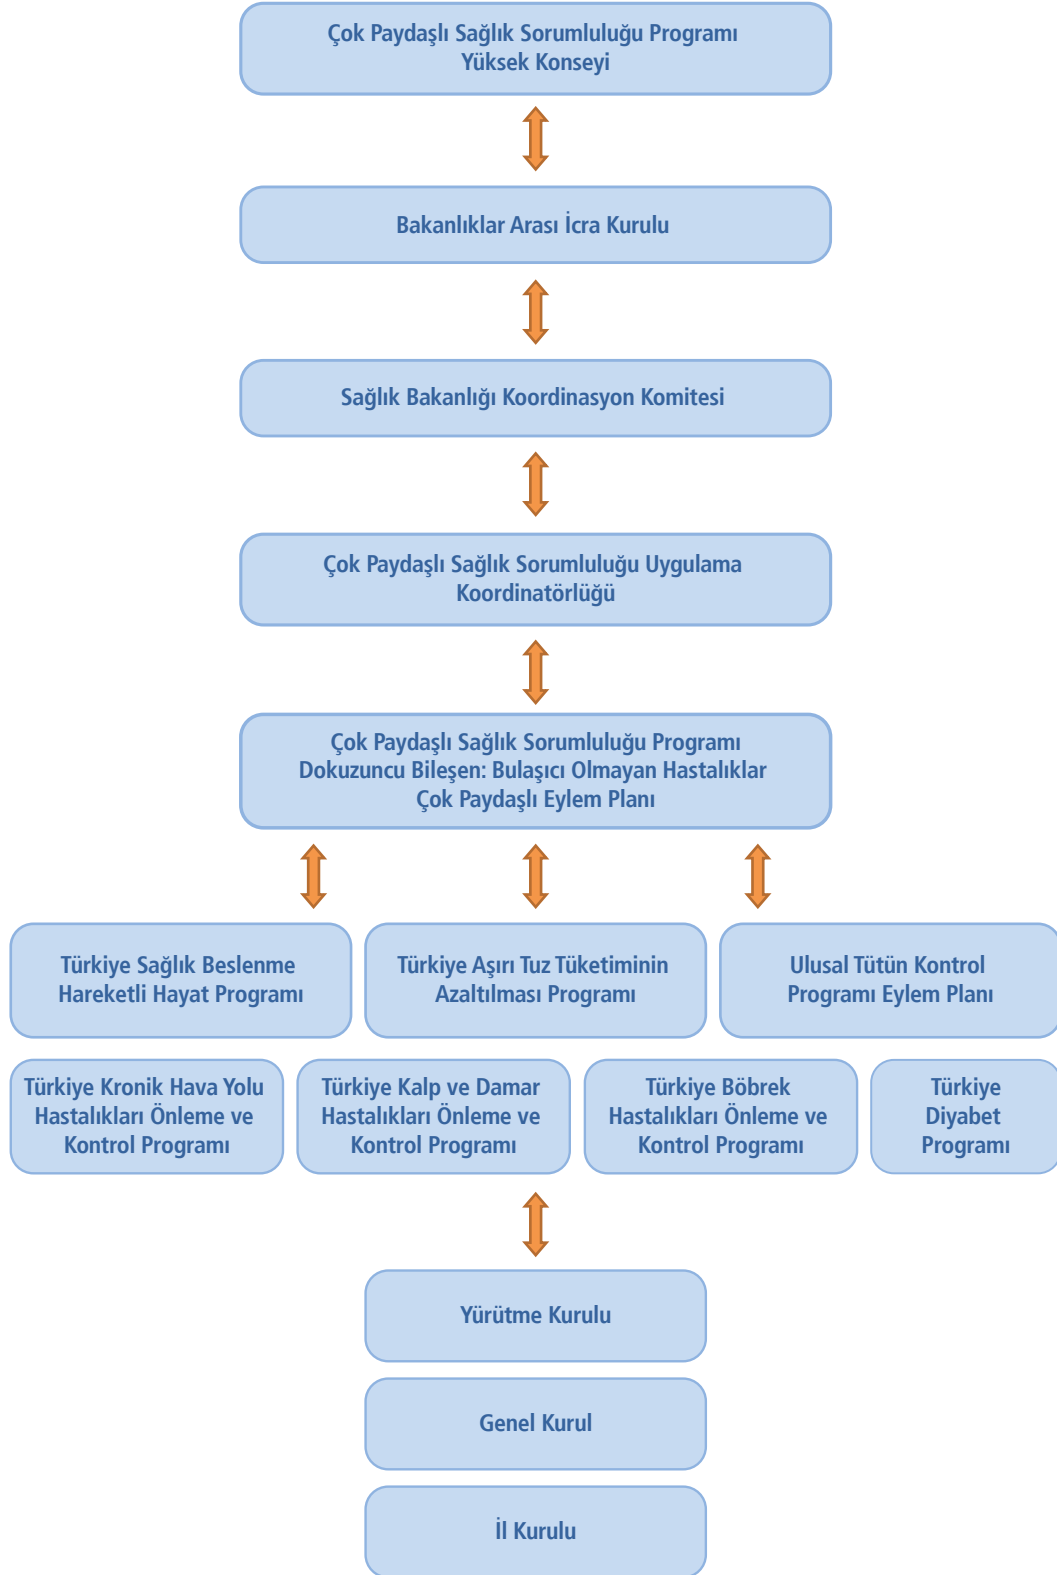 Çok Paydaşlı Sağlık Sorumluluğu Programı
Yüksek Konseyi
Bakanlıklar Arası İcra Kurulu
Sağlık Bakanlığı Koordinasyon Komitesi
Çok Paydaşlı Sağlık Sorumluluğu Uygulama
Koordinatörlüğü
Çok Paydaşlı Sağlık Sorumluluğu Programı
Dokuzuncu Bileşen: Bulaşıcı Olmayan Hastalıklar
Çok Paydaşlı Eylem Planı
Türkiye Sağlık Beslenme
Hareketli Hayat Programı
Türkiye Aşırı Tuz Tüketiminin
Azaltılması Programı
Ulusal Tütün Kontrol
Programı Eylem Planı
Türkiye Kronik Hava Yolu
Hastalıkları Önleme ve
Kontrol Programı
Türkiye Kalp ve Damar
Hastalıkları Önleme ve
Kontrol Programı
Türkiye Böbrek
Hastalıkları Önleme ve
Kontrol Programı
Türkiye
Diyabet
Programı
Yürütme Kurulu
Genel Kurul
İl Kurulu